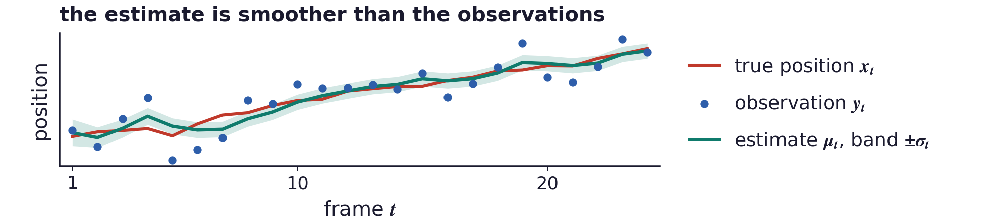 the estimate is smoother than the observations
position
1 10 20
frame t
true position xₜ
observation yₜ
estimate μₜ, band ±σₜ